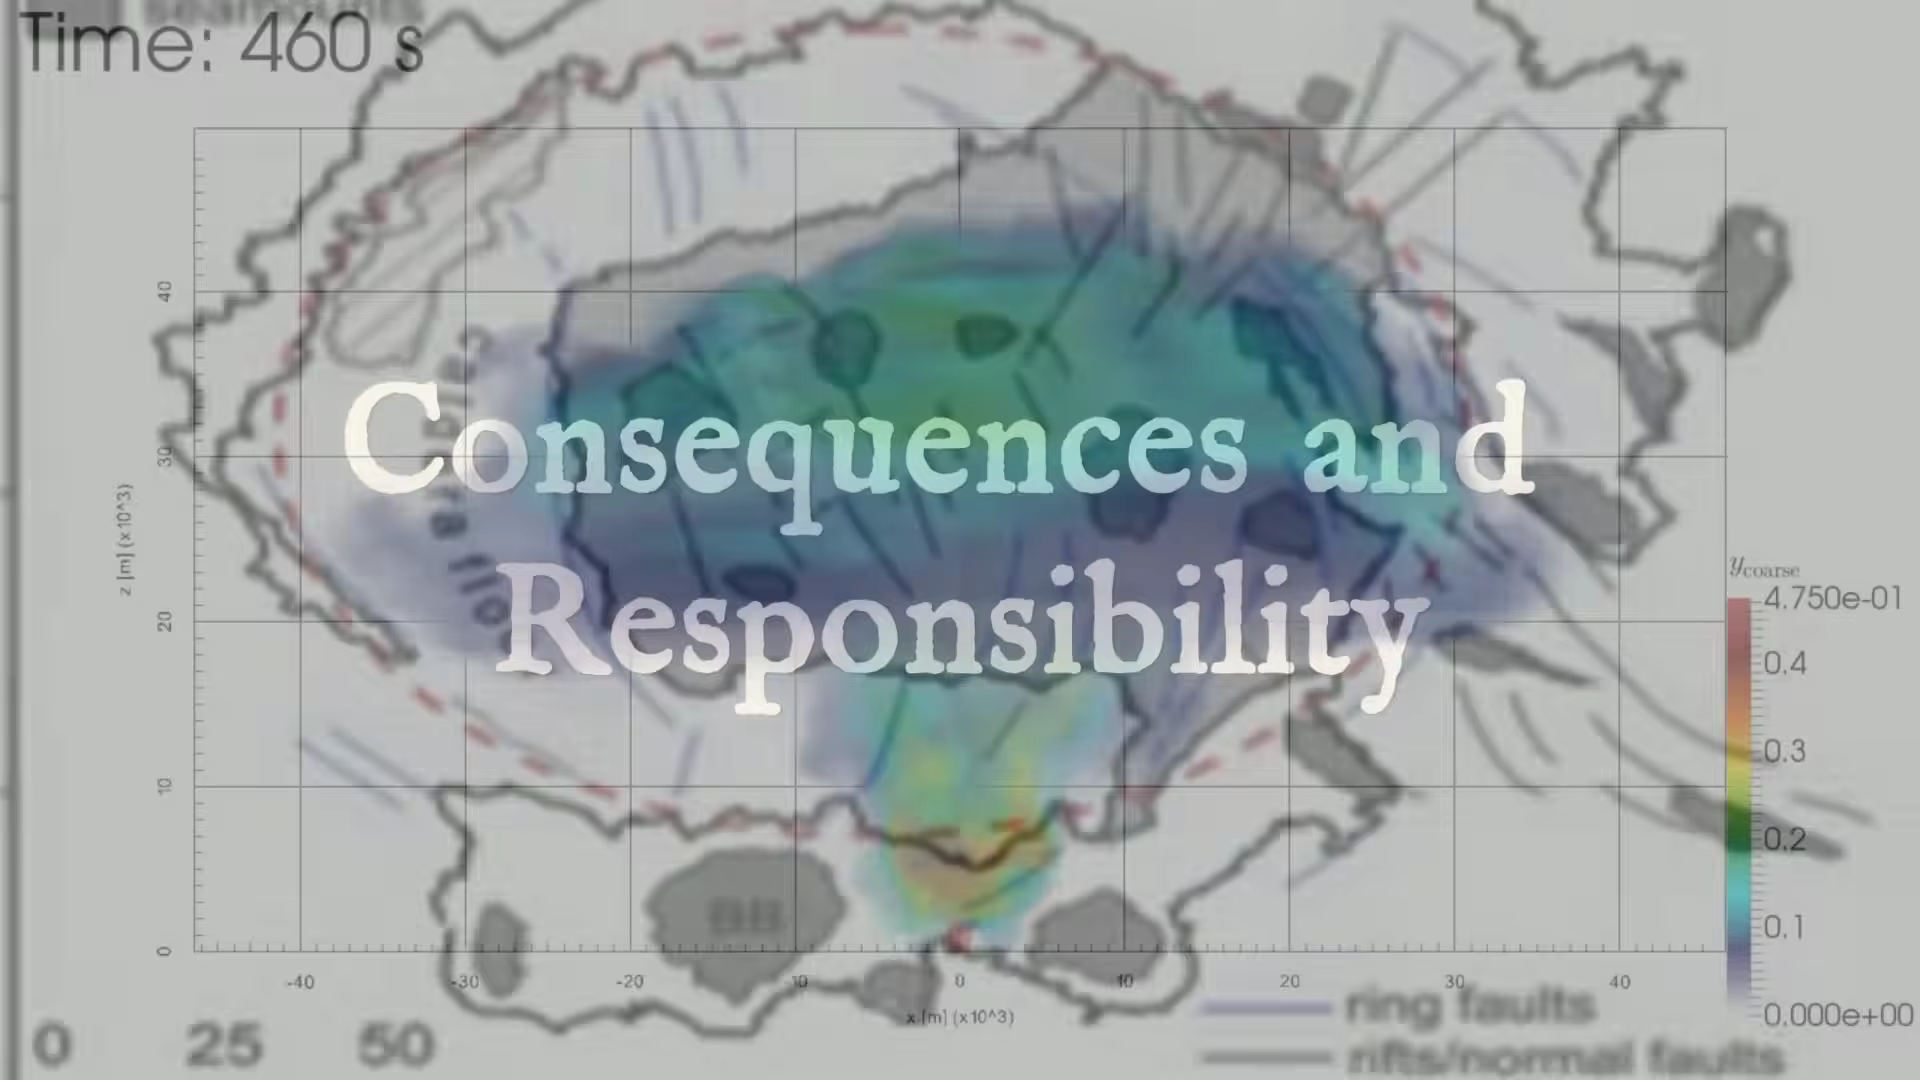 seamounts
Time: 460 s
40
30
20
10
0
z [m] (x10^3)
Consequences and
Responsibility
BB
y coarse
4.750e-01
0.4
0.3
0.2
0.1
0.000e+00
-40 -30 -20 -10 0 10 20 30 40
x [m] (x10^3)
0 25 50
ring faults
rifts/normal faults